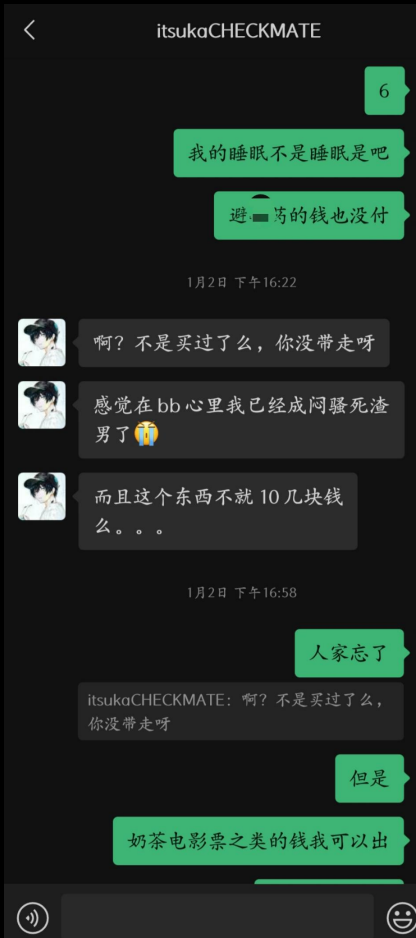 itsukaCHECKMATE
6
我的睡眠不是睡眠是吧
避 药的钱也没付
1月2日 下午16:22
啊?不是买过了么,你没带走呀
感觉在bb心里我已经成闷骚死渣
男了😭
而且这个东西不就10几块钱
么。。。
1月2日 下午16:58
人家忘了
itsukaCHECKMATE:啊?不是买过了么,
你没带走呀
但是
奶茶电影票之类的钱我可以出